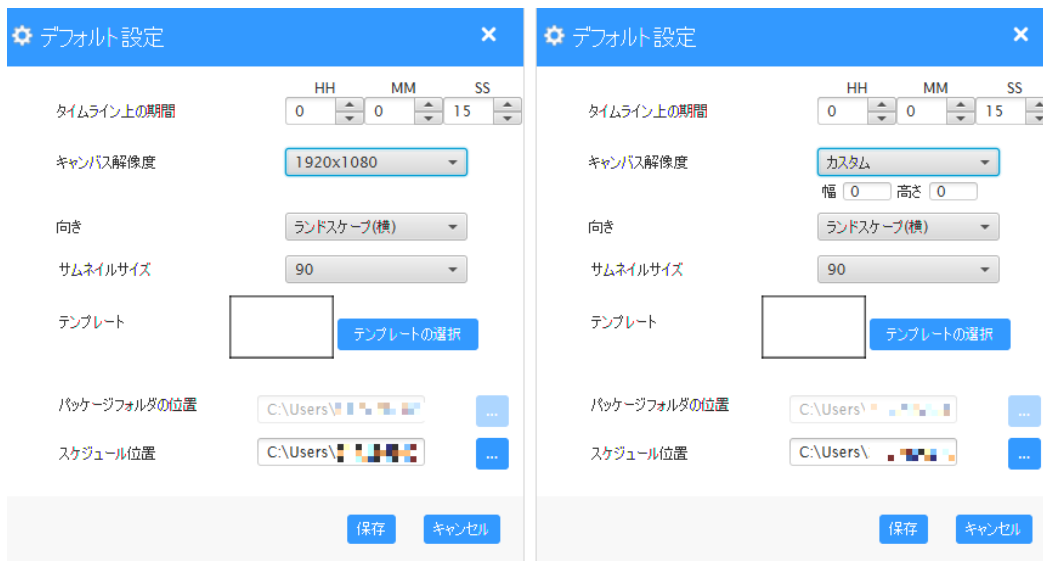 デフォルト設定
HH MM SS
タイムライン上の期間 0 0 15
キャンバス解像度 1920x1080
向き ランドスケープ(横)
サムネイルサイズ 90
テンプレート テンプレートの選択
パッケージフォルダの位置 C:\Users\ ...
スケジュール位置 C:\Users\ ...
保存 キャンセル
デフォルト設定
HH MM SS
タイムライン上の期間 0 0 15
キャンバス解像度 カスタム
幅 0 高さ 0
向き ランドスケープ(横)
サムネイルサイズ 90
テンプレート テンプレートの選択
パッケージフォルダの位置 C:\Users\ ...
スケジュール位置 C:\Users\ ...
保存 キャンセル